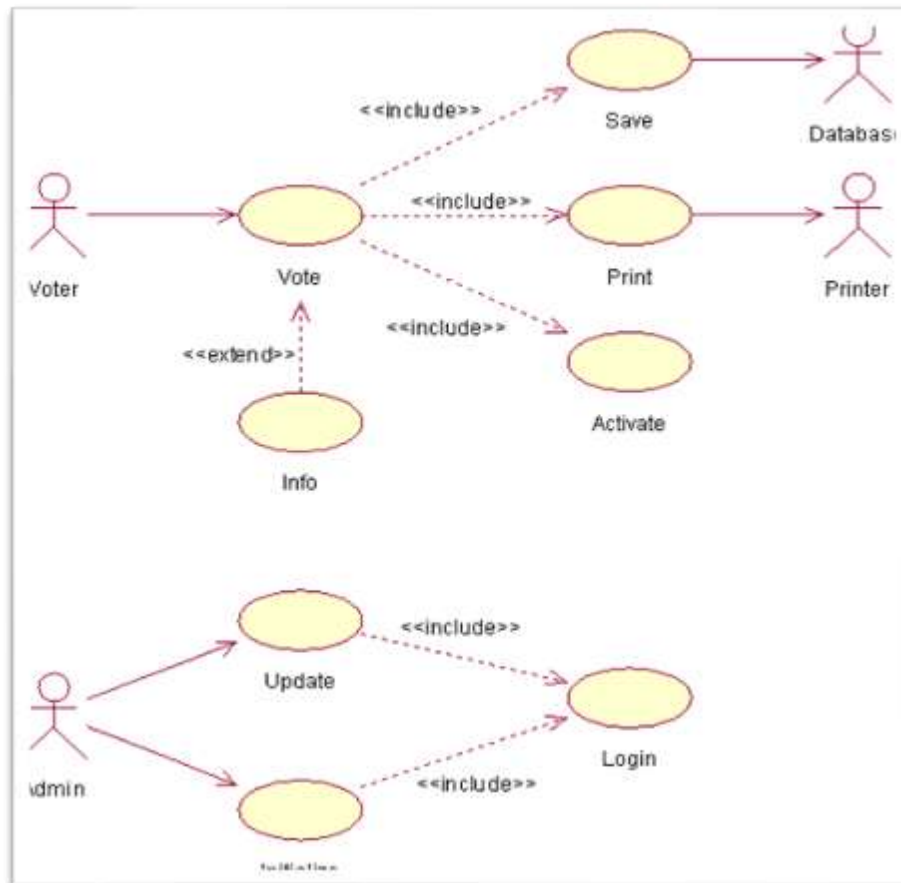 <<include>>
Save
Databas
<<include>>
Voter
Vote
Print
Printer
<<include>>
<<extend>>
Activate
Info
<<include>>
Update
Login
dmin
<<include>>